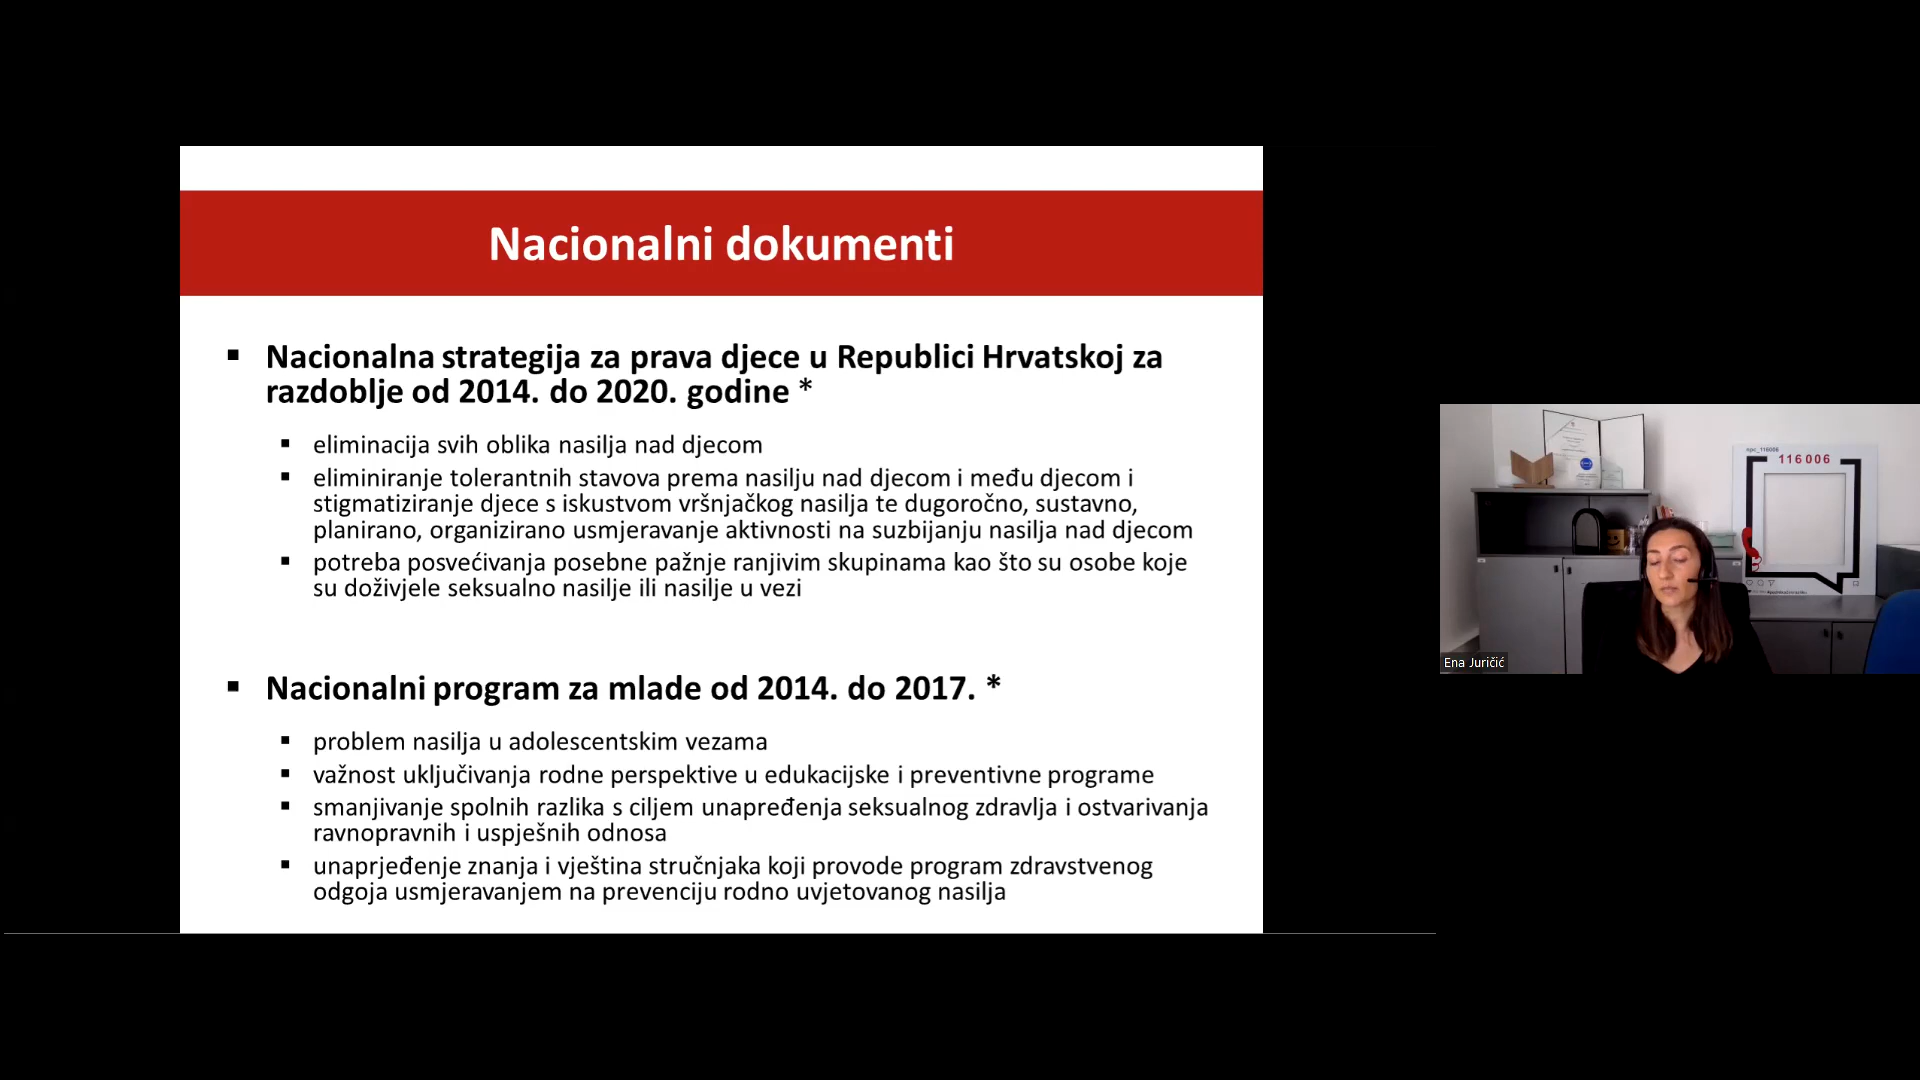 Nacionalni dokumenti
▪ Nacionalna strategija za prava djece u Republici Hrvatskoj za
razdoblje od 2014. do 2020. godine *
▪ eliminacija svih oblika nasilja nad djecom
▪ eliminiranje tolerantnih stavova prema nasilju nad djecom i među djecom i
stigmatiziranje djece s iskustvom vršnjačkog nasilja te dugoročno, sustavno,
planirano, organizirano usmjeravanje aktivnosti na suzbijanju nasilja nad djecom
▪ potreba posvećivanja posebne pažnje ranjivim skupinama kao što su osobe koje
su doživjele seksualno nasilje ili nasilje u vezi
▪ Nacionalni program za mlade od 2014. do 2017. *
▪ problem nasilja u adolescentskim vezama
▪ važnost uključivanja rodne perspektive u edukacijske i preventivne programe
▪ smanjivanje spolnih razlika s ciljem unapređenja seksualnog zdravlja i ostvarivanja
ravnopravnih i uspješnih odnosa
▪ unaprjeđenje znanja i vještina stručnjaka koji provode program zdravstvenog
odgoja usmjeravanjem na prevenciju rodno uvjetovanog nasilja
npc_116006
116 006
Ena Juričić